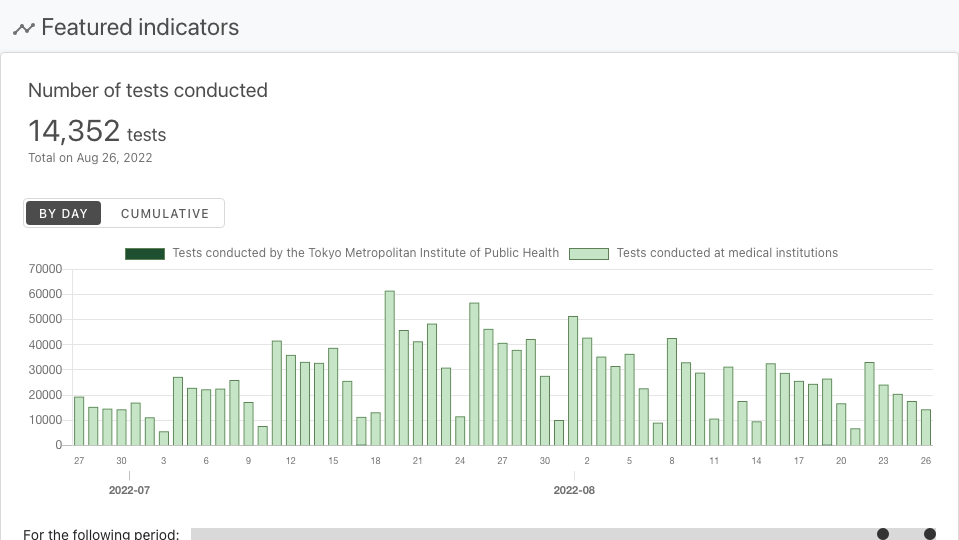 Featured indicators
Number of tests conducted
14,352 tests
Total on Aug 26, 2022
BY DAY CUMULATIVE
Tests conducted by the Tokyo Metropolitan Institute of Public Health Tests conducted at medical institutions
70000
60000
50000
40000
30000
20000
10000
0
27 30 3 6 9 12 15 18 21 24 27 30 2 5 8 11 14 17 20 23 26
2022-07 2022-08
For the following period: